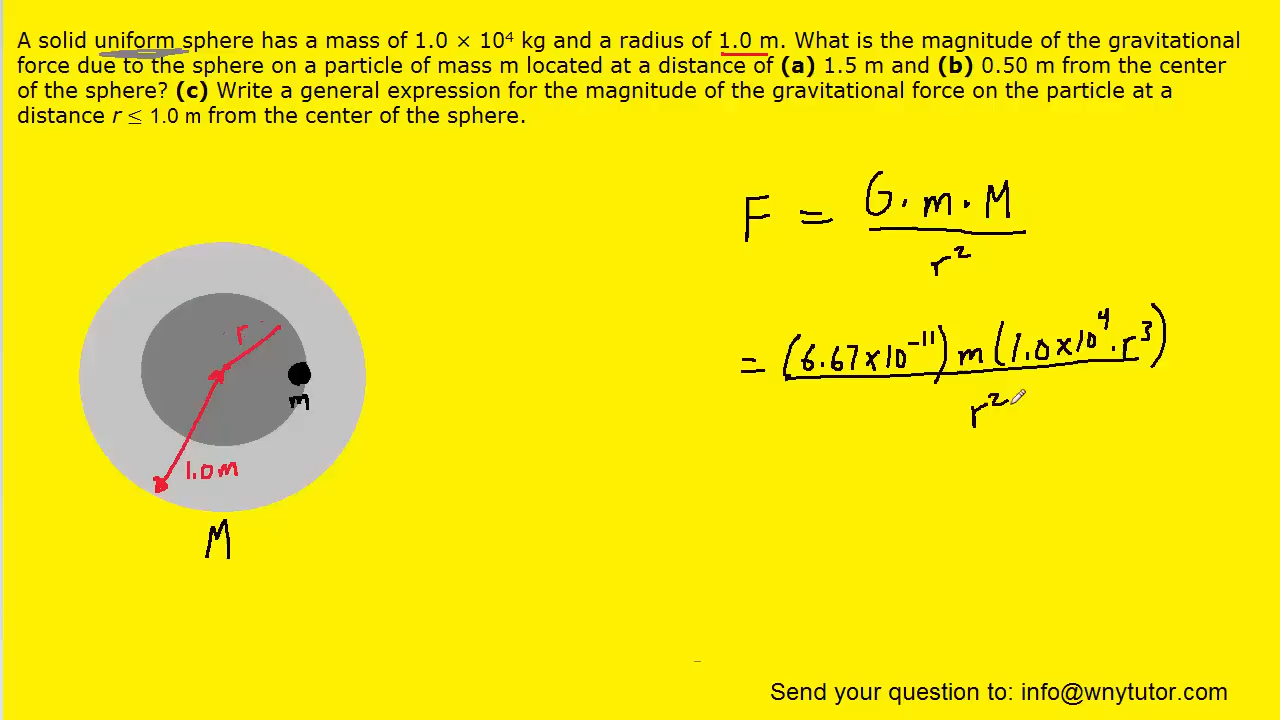 A solid uniform sphere has a mass of 1.0 × 10⁴ kg and a radius of 1.0 m. What is the magnitude of the gravitational
force due to the sphere on a particle of mass m located at a distance of (a) 1.5 m and (b) 0.50 m from the center
of the sphere? (c) Write a general expression for the magnitude of the gravitational force on the particle at a
distance r ≤ 1.0 m from the center of the sphere.
F = G·m·M
r²
= (6.67×10⁻¹¹) m (1.0×10⁴·r³)
r²
r
m
1.0m
M
Send your question to: info@wnytutor.com